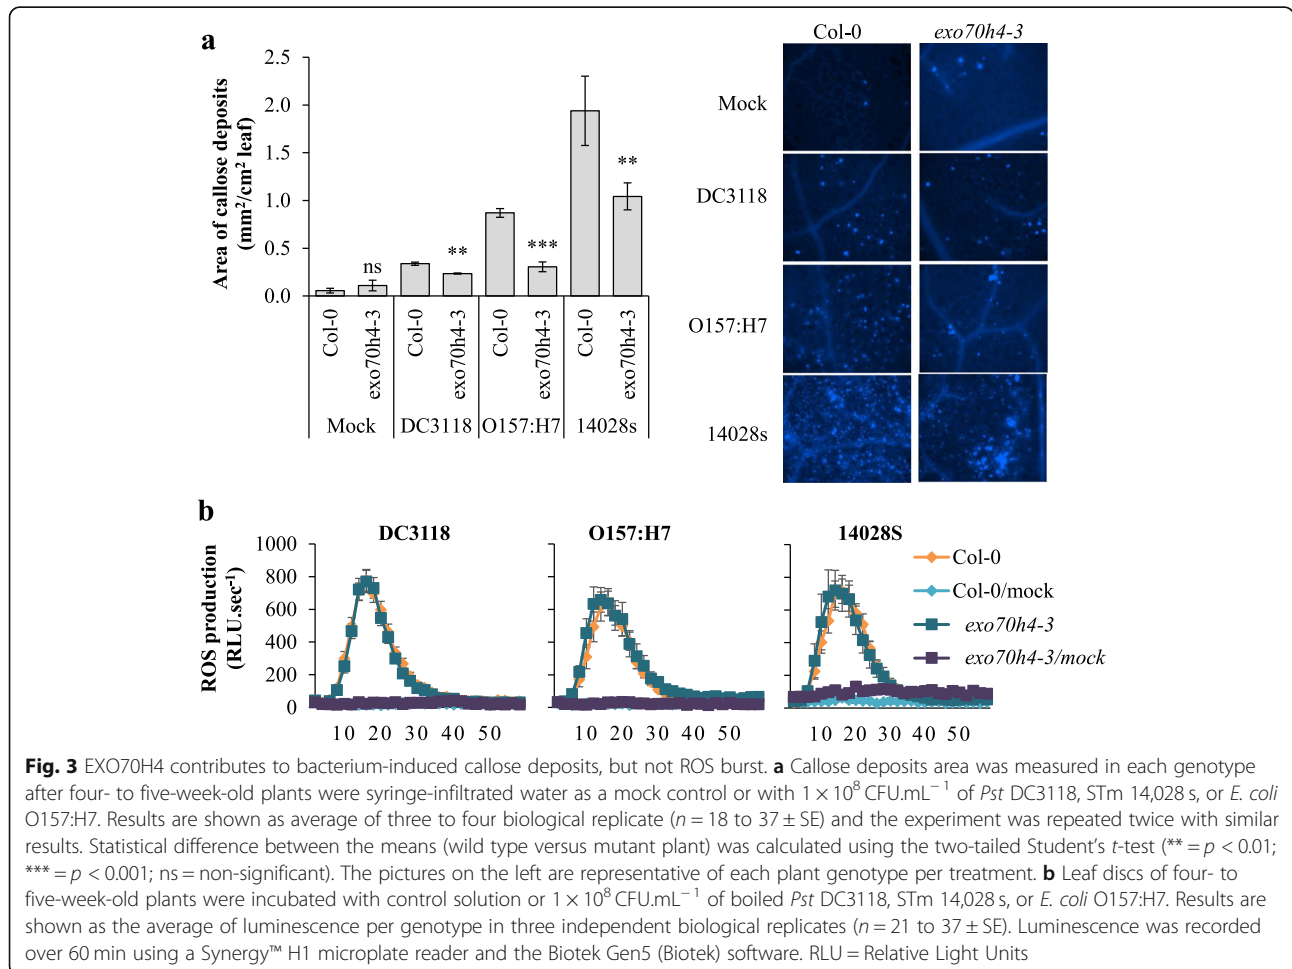 a
Col-0 exo70h4-3
Mock
DC3118
O157:H7
14028s
Area of callose deposits
(mm²/cm² leaf)
2.5
2.0
1.5
1.0
0.5
0.0
ns
**
***
**
Col-0
exo70h4-3
Col-0
exo70h4-3
Col-0
exo70h4-3
Col-0
exo70h4-3
Mock DC3118 O157:H7 14028s
b
DC3118 O157:H7 14028S
ROS production
(RLU.sec⁻¹)
1000
800
600
400
200
0
10 20 30 40 50
10 20 30 40 50
10 20 30 40 50
Col-0
Col-0/mock
exo70h4-3
exo70h4-3/mock
Fig. 3 EXO70H4 contributes to bacterium-induced callose deposits, but not ROS burst. a Callose deposits area was measured in each genotype
after four- to five-week-old plants were syringe-infiltrated water as a mock control or with 1 × 10⁸ CFU.mL⁻¹ of Pst DC3118, STm 14,028 s, or E. coli
O157:H7. Results are shown as average of three to four biological replicate (n = 18 to 37 ± SE) and the experiment was repeated twice with similar
results. Statistical difference between the means (wild type versus mutant plant) was calculated using the two-tailed Student's t-test (** = p < 0.01;
*** = p < 0.001; ns = non-significant). The pictures on the left are representative of each plant genotype per treatment. b Leaf discs of four- to
five-week-old plants were incubated with control solution or 1 × 10⁸ CFU.mL⁻¹ of boiled Pst DC3118, STm 14,028 s, or E. coli O157:H7. Results are
shown as the average of luminescence per genotype in three independent biological replicates (n = 21 to 37 ± SE). Luminescence was recorded
over 60 min using a Synergy™ H1 microplate reader and the Biotek Gen5 (Biotek) software. RLU = Relative Light Units